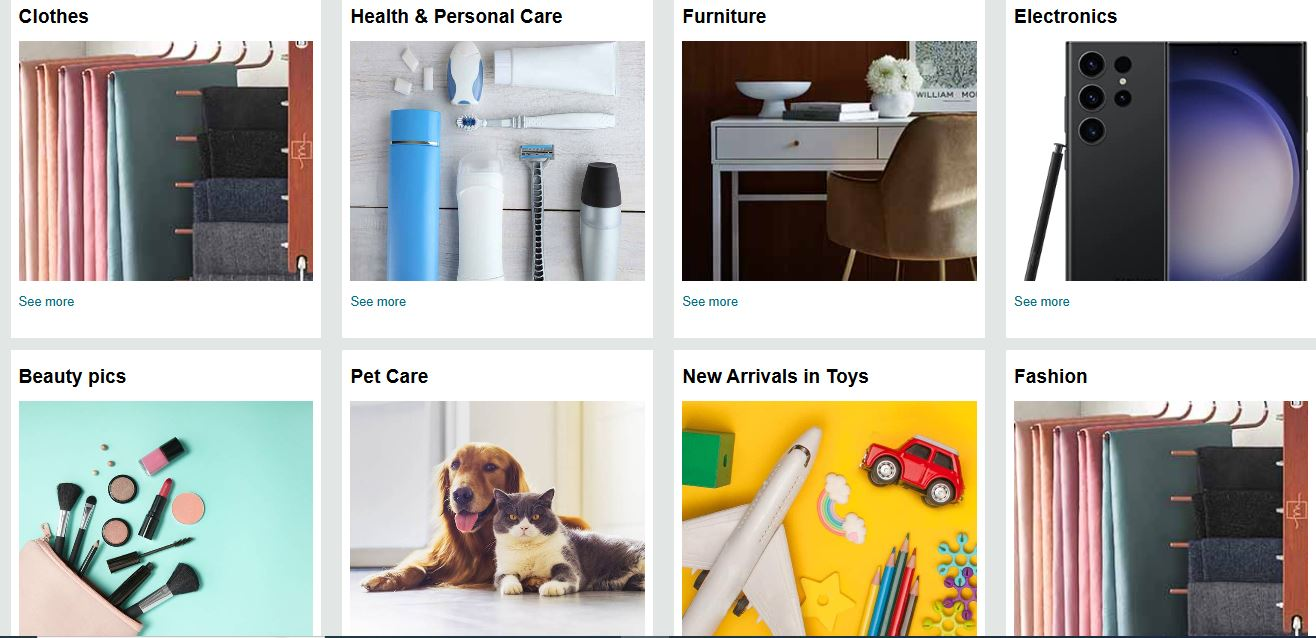 Clothes
Health & Personal Care
Furniture
Electronics
WILLIAM MO
See more
See more
See more
See more
Beauty pics
Pet Care
New Arrivals in Toys
Fashion